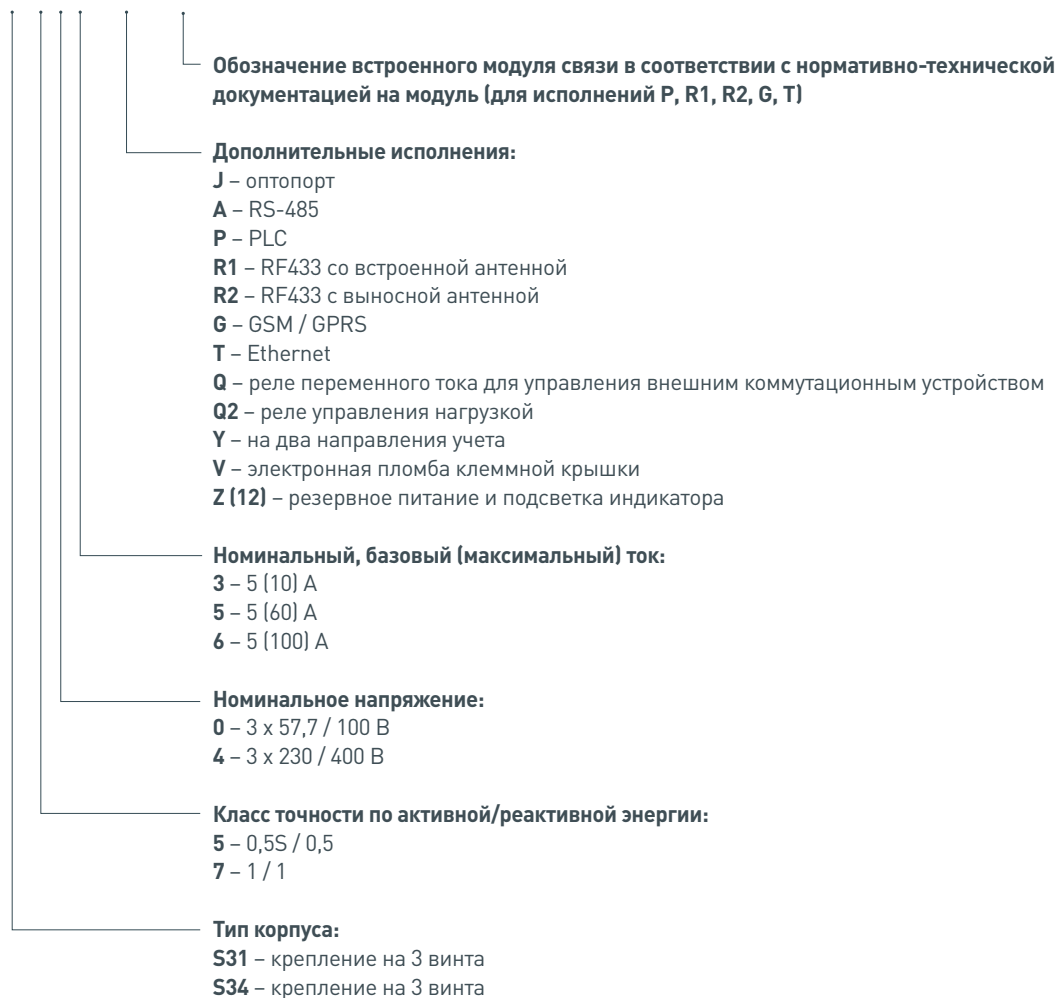 Обозначение встроенного модуля связи в соответствии с нормативно-технической
документацией на модуль (для исполнений P, R1, R2, G, T)
Дополнительные исполнения:
J – оптопорт
A – RS-485
P – PLC
R1 – RF433 со встроенной антенной
R2 – RF433 с выносной антенной
G – GSM / GPRS
T – Ethernet
Q – реле переменного тока для управления внешним коммутационным устройством
Q2 – реле управления нагрузкой
Y – на два направления учета
V – электронная пломба клеммной крышки
Z (12) – резервное питание и подсветка индикатора
Номинальный, базовый (максимальный) ток:
3 – 5 (10) А
5 – 5 (60) А
6 – 5 (100) А
Номинальное напряжение:
0 – 3 х 57,7 / 100 В
4 – 3 х 230 / 400 В
Класс точности по активной/реактивной энергии:
5 – 0,5S / 0,5
7 – 1 / 1
Тип корпуса:
S31 – крепление на 3 винта
S34 – крепление на 3 винта